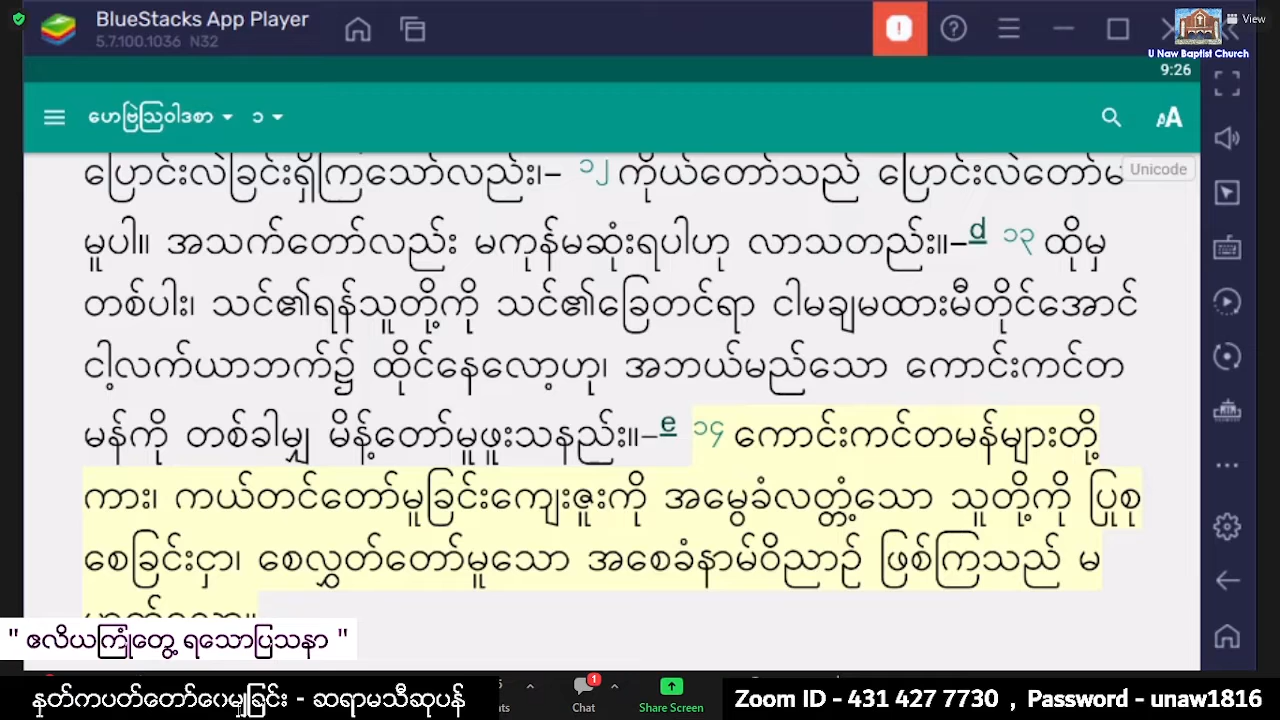 BlueStacks App Player
5.7.100.1036 N32
View
U Naw Baptist Church
9:26
ဟေဗြဲဩဝါဒစာ ၁
Unicode
ပြောင်းလဲခြင်းရှိကြသော်လည်း၊– ၁၂ ကိုယ်တော်သည် ပြောင်းလဲတော်မ
မူပါ။ အသက်တော်လည်း မကုန်မဆုံးရပါဟု လာသတည်း။–d ၁၃ ထိုမှ
တစ်ပါး၊ သင်၏ရန်သူတို့ကို သင်၏ခြေတင်ရာ ငါမချမထားမီတိုင်အောင်
ငါ့လက်ယာဘက်၌ ထိုင်နေလော့ဟု၊ အဘယ်မည်သော ကောင်းကင်တ
မန်ကို တစ်ခါမျှ မိန့်တော်မူဖူးသနည်း။–e ၁၄ ကောင်းကင်တမန်များတို့
ကား၊ ကယ်တင်တော်မူခြင်းကျေးဇူးကို အမွေခံလတ္တံ့သော သူတို့ကို ပြုစု
စေခြင်းငှာ၊ စေလွှတ်တော်မူသော အစေခံနာမ်ဝိညာဉ် ဖြစ်ကြသည် မ
" ဧလိယကြုံတွေ့ ရသောပြဿနာ "
နှုတ်ကပတ်တော်ဝေမျှခြင်း - ဆရာမသီဆုပန်
Chat
1
Share Screen
Zoom ID - 431 427 7730 , Password - unaw1816